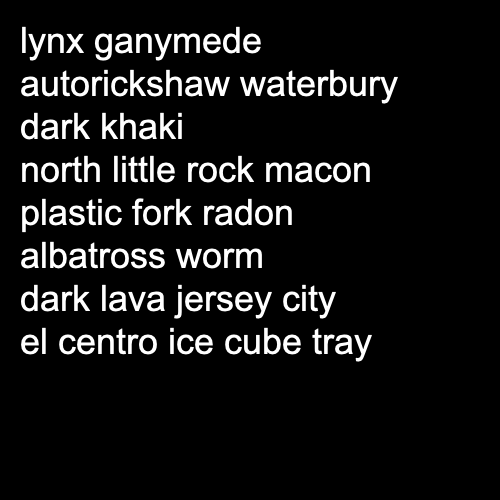 lynx ganymede
autorickshaw waterbury
dark khaki
north little rock macon
plastic fork radon
albatross worm
dark lava jersey city
el centro ice cube tray